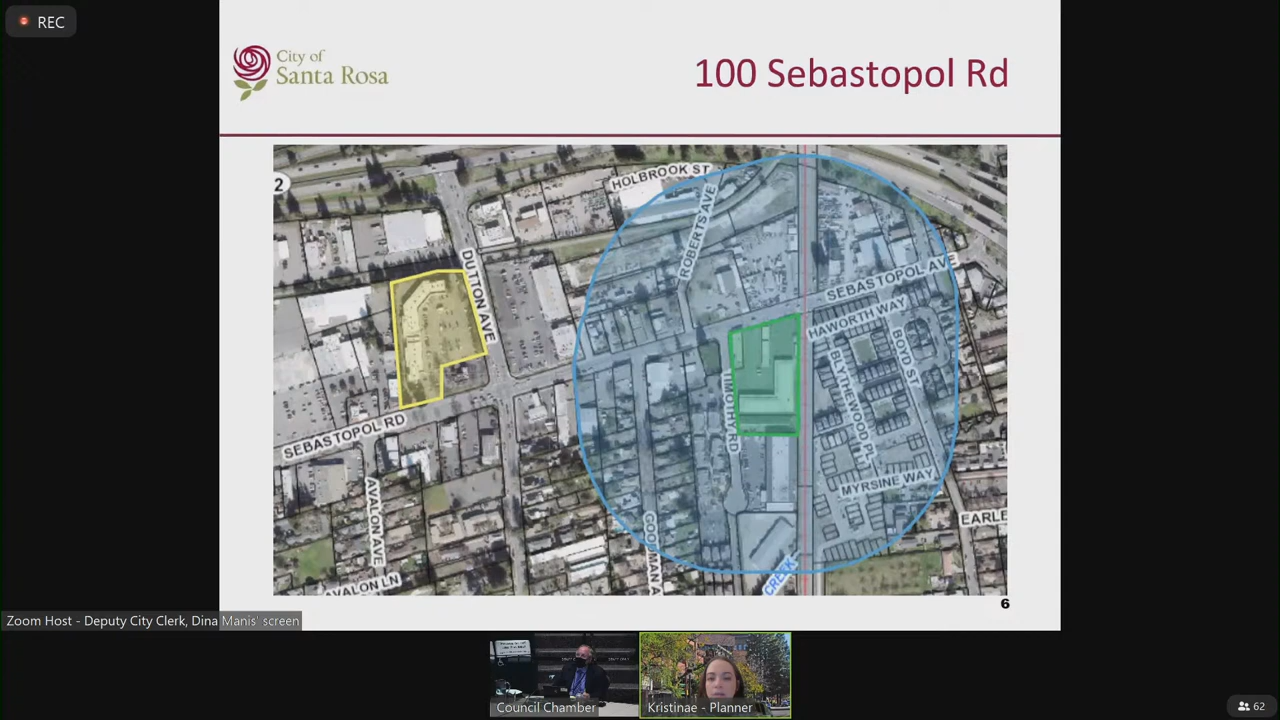 REC
City of
Santa Rosa
100 Sebastopol Rd
2
HOLBROOK ST
ROBERTS AVE
DUTTON AVE
SEBASTOPOL AV
HAWORTH WAY
BOYD ST
BLYTHEWOOD PL
TIMOTHY RD
SEBASTOPOL RD
AVALON AVE
MYRSINE WAY
EARLE
GOODMAN A
AVALON LN
CREEK
6
Zoom Host - Deputy City Clerk, Dina Manis' screen
Council Chamber
Kristinae - Planner
62